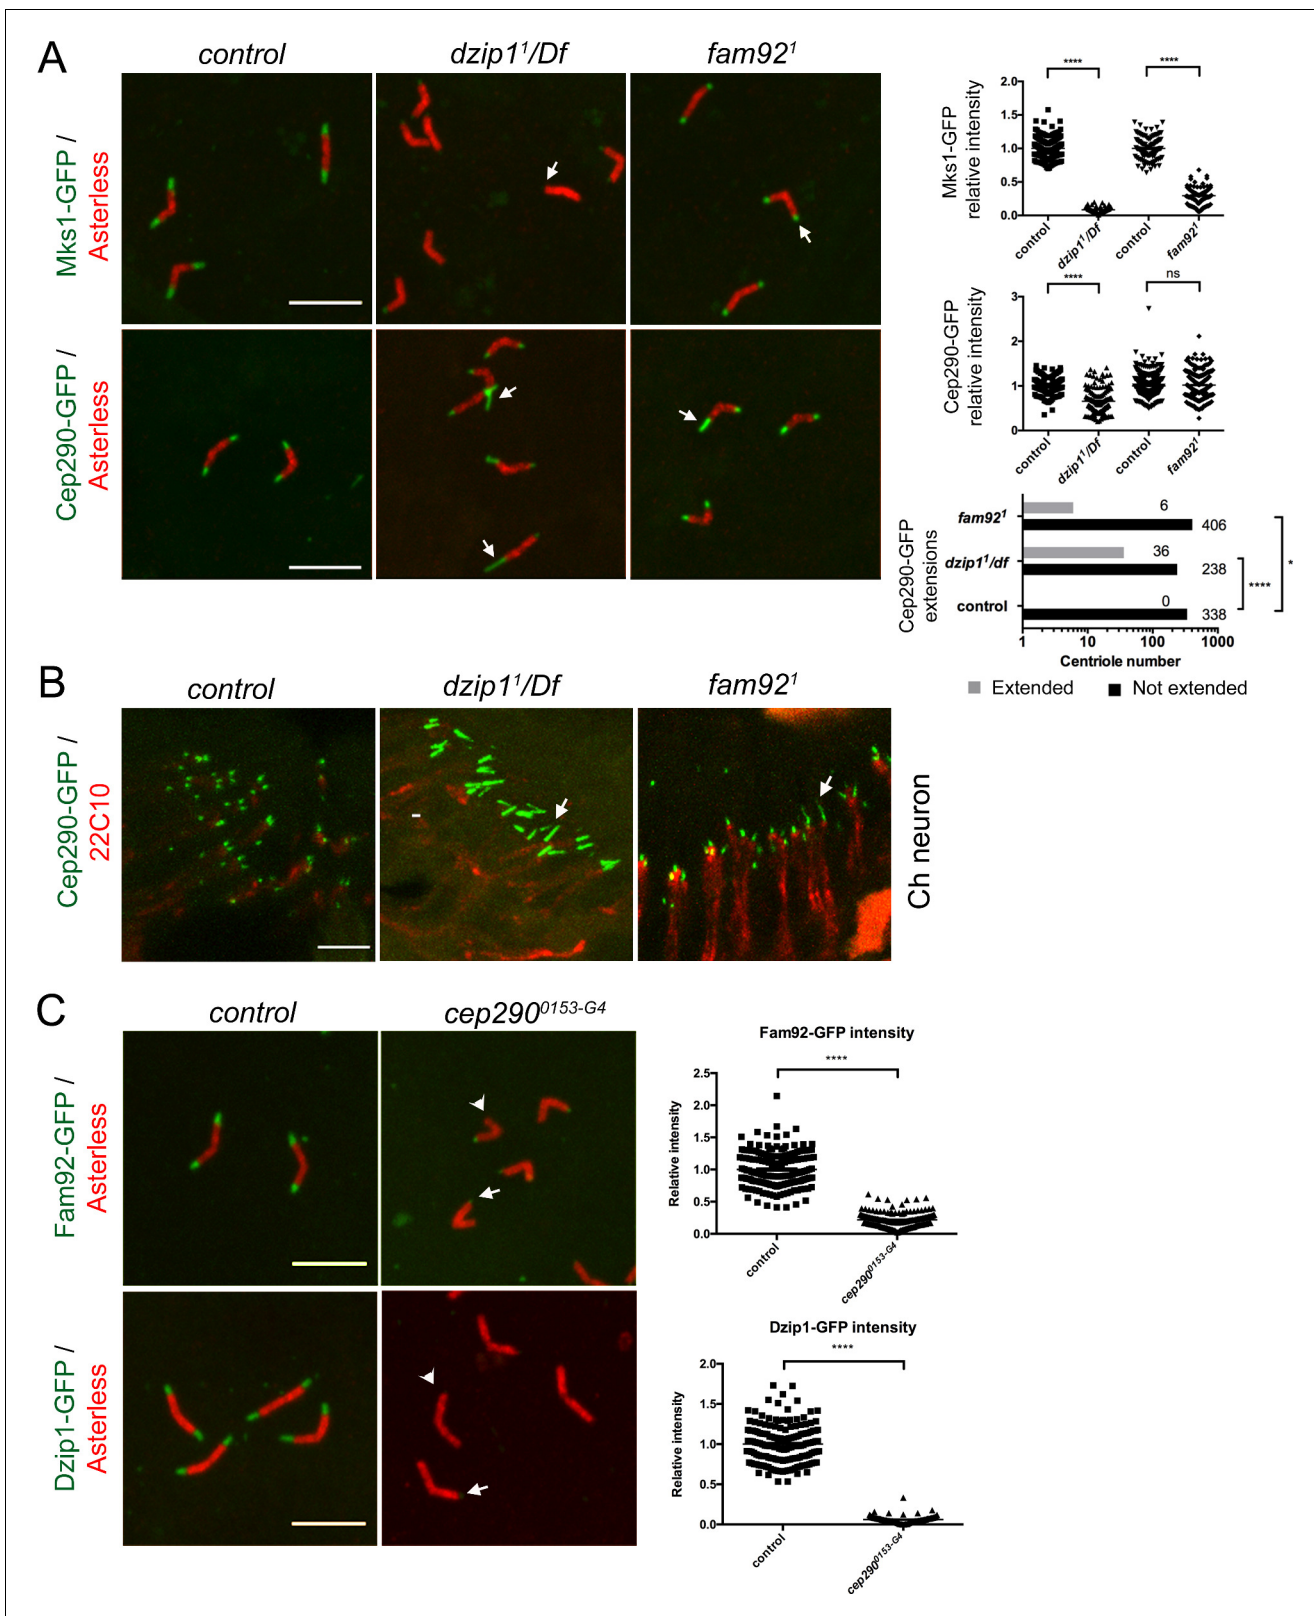 A
control
dzip1¹/Df
fam92¹
Mks1-GFP /
Asterless
Cep290-GFP /
Asterless
****
****
Mks1-GFP
relative intensity
2.0
1.5
1.0
0.5
0.0
control
dzip1¹/Df
control
fam92¹
****
ns
Cep290-GFP
relative intensity
3
2
1
0
control
dzip1¹/Df
control
fam92¹
Cep290-GFP
extensions
fam92¹
6
406
dzip1¹/df
36
238
control
0
338
****
*
1
10
100
1000
Centriole number
Extended
Not extended
B
control
dzip1¹/Df
fam92¹
Cep290-GFP /
22C10
Ch neuron
C
control
cep290⁰¹⁵³⁻ᴳ⁴
Fam92-GFP /
Asterless
Dzip1-GFP /
Asterless
Fam92-GFP intensity
****
Relative intensity
2.5
2.0
1.5
1.0
0.5
0.0
control
cep290⁰¹⁵³⁻ᴳ⁴
Dzip1-GFP intensity
****
Relative intensity
2.0
1.5
1.0
0.5
0.0
control
cep290⁰¹⁵³⁻ᴳ⁴